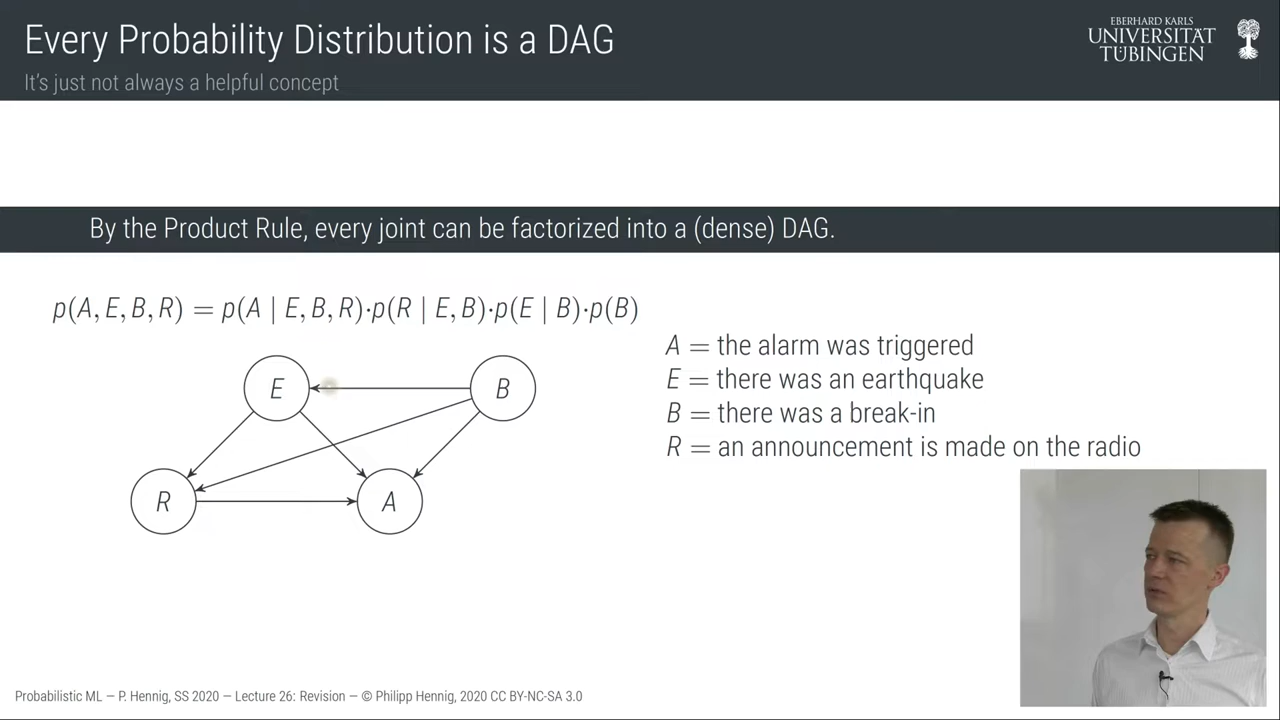 Every Probability Distribution is a DAG
It's just not always a helpful concept
EBERHARD KARLS
UNIVERSITÄT
TÜBINGEN
By the Product Rule, every joint can be factorized into a (dense) DAG.
p(A, E, B, R) = p(A | E, B, R)·p(R | E, B)·p(E | B)·p(B)
A = the alarm was triggered
E = there was an earthquake
B = there was a break-in
R = an announcement is made on the radio
E
B
R
A
Probabilistic ML — P. Hennig, SS 2020 — Lecture 26: Revision — © Philipp Hennig, 2020 CC BY-NC-SA 3.0